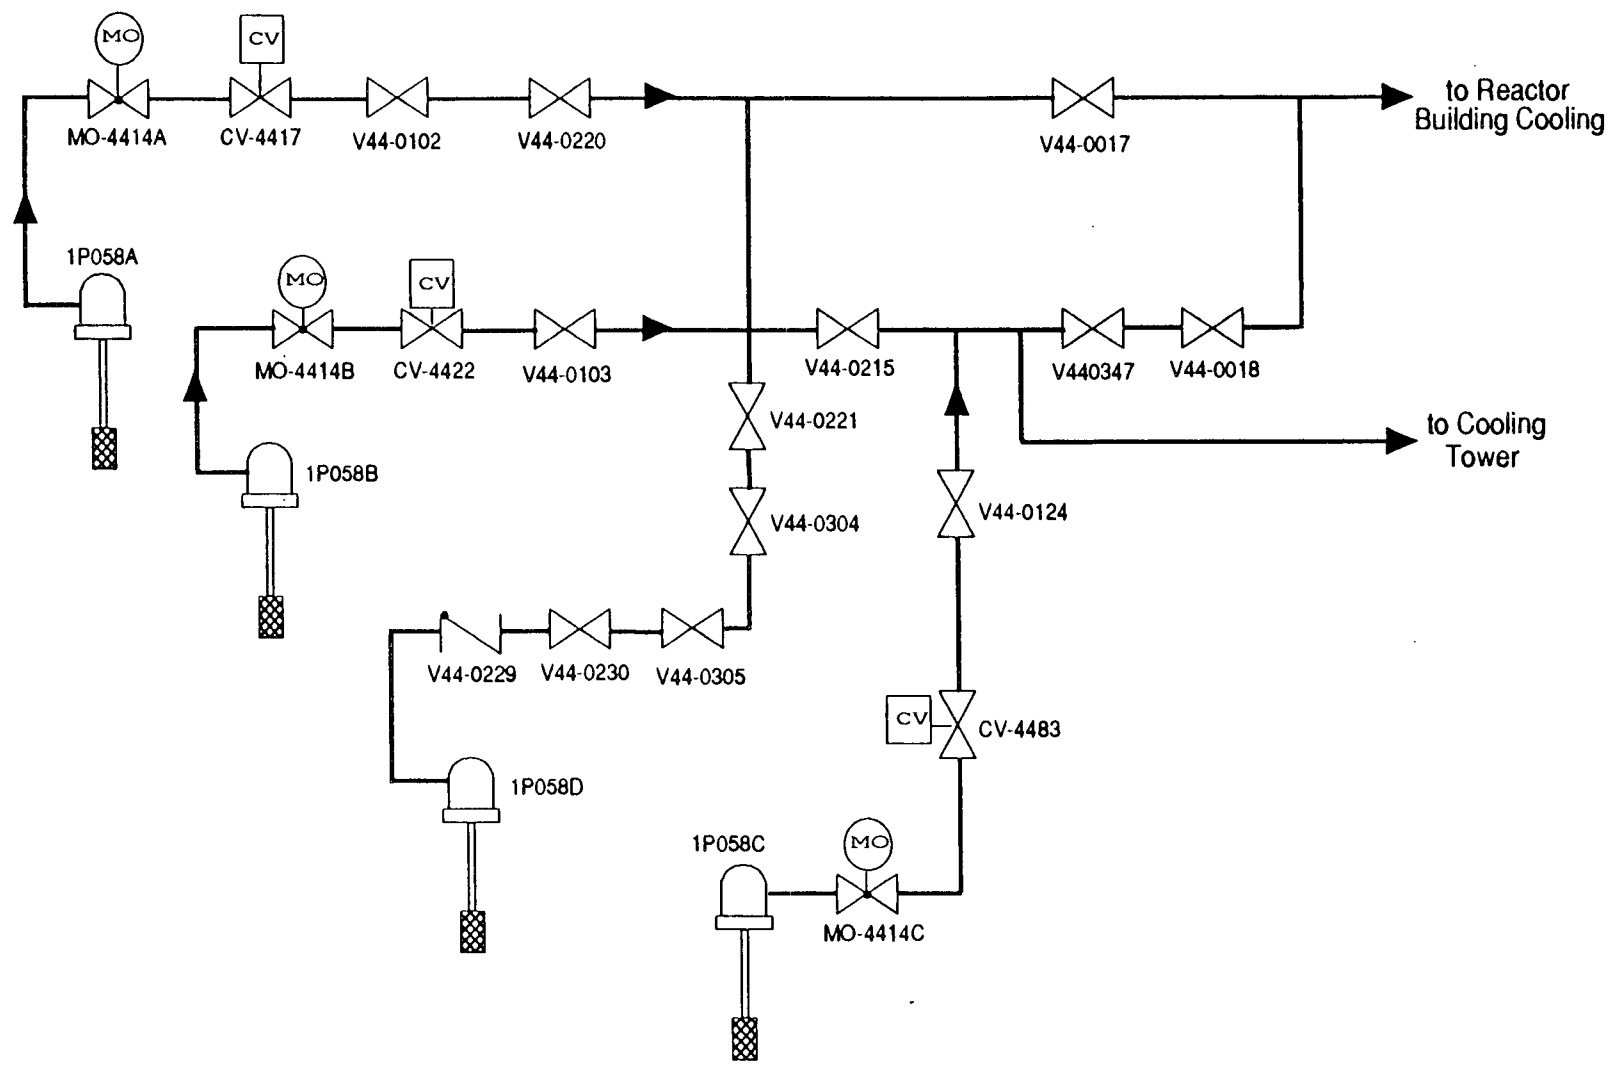 MO
CV
MO-4414A
CV-4417
V44-0102
V44-0220
V44-0017
to Reactor
Building Cooling
1P058A
MO
CV
MO-4414B
CV-4422
V44-0103
V44-0215
V440347
V44-0018
V44-0221
to Cooling
Tower
1P058B
V44-0304
V44-0124
V44-0229
V44-0230
V44-0305
CV
CV-4483
1P058D
1P058C
MO
MO-4414C